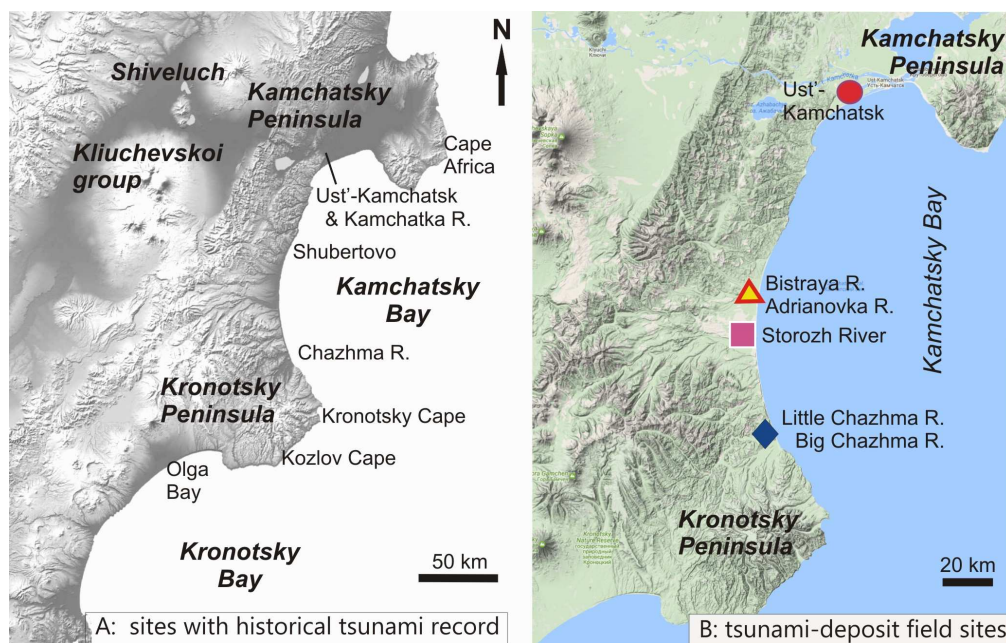 N
Shiveluch
Kamchatsky
Peninsula
Kliuchevskoi
group
Cape
Africa
Ust'-Kamchatsk
& Kamchatka R.
Shubertovo
Kamchatsky
Bay
Chazhma R.
Kronotsky
Peninsula
Kronotsky Cape
Kozlov Cape
Olga
Bay
Kronotsky
Bay
50 km
A: sites with historical tsunami record
Kamchatsky
Peninsula
Ust'-
Kamchatsk
Kamchatsky Bay
Bistraya R.
Adrianovka R.
Storozh River
Little Chazhma R.
Big Chazhma R.
Kronotsky
Peninsula
20 km
B: tsunami-deposit field sites